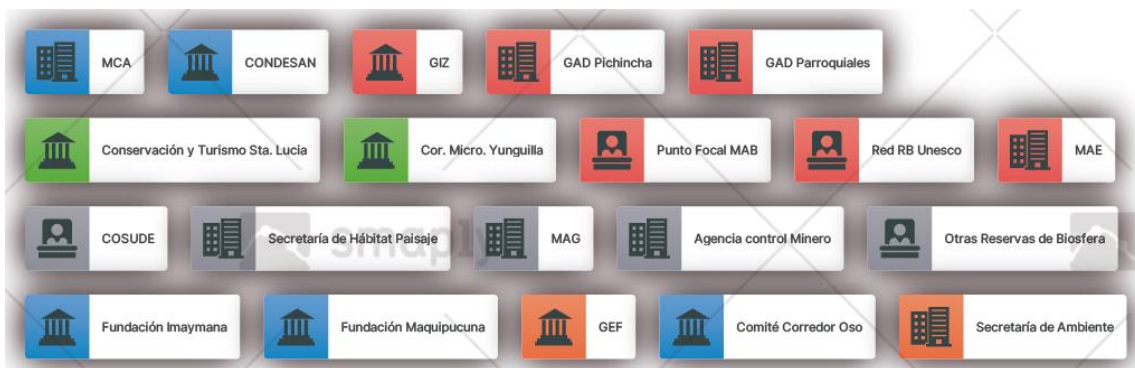 MCA CONDESAN GIZ GAD Pichincha GAD Parroquiales
Conservación y Turismo Sta. Lucia Cor. Micro. Yunguilla Punto Focal MAB Red RB Unesco MAE
COSUDE Secretaría de Hábitat Paisaje MAG Agencia control Minero Otras Reservas de Biosfera
smaply
Fundación Imaymana Fundación Maquipucuna GEF Comité Corredor Oso Secretaría de Ambiente